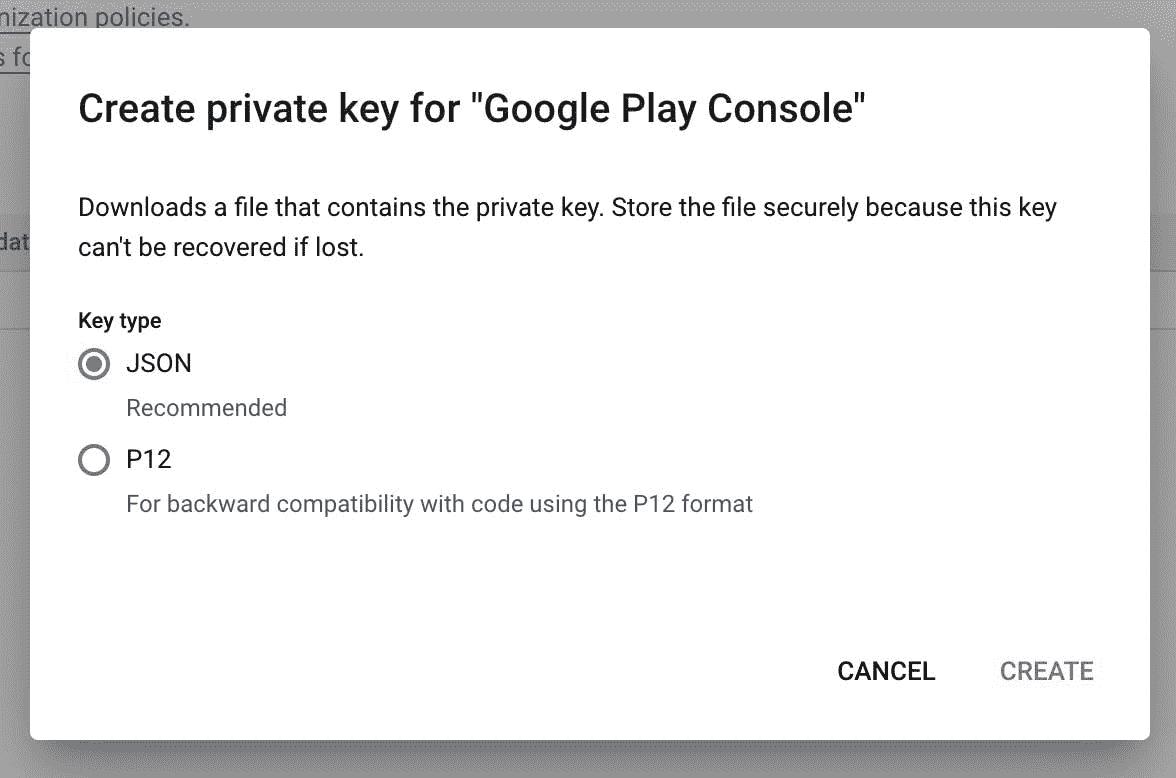 nization policies.
s fo
Create private key for "Google Play Console"
Downloads a file that contains the private key. Store the file securely because this key
can't be recovered if lost.
dat
Key type
JSON
Recommended
P12
For backward compatibility with code using the P12 format
CANCEL CREATE